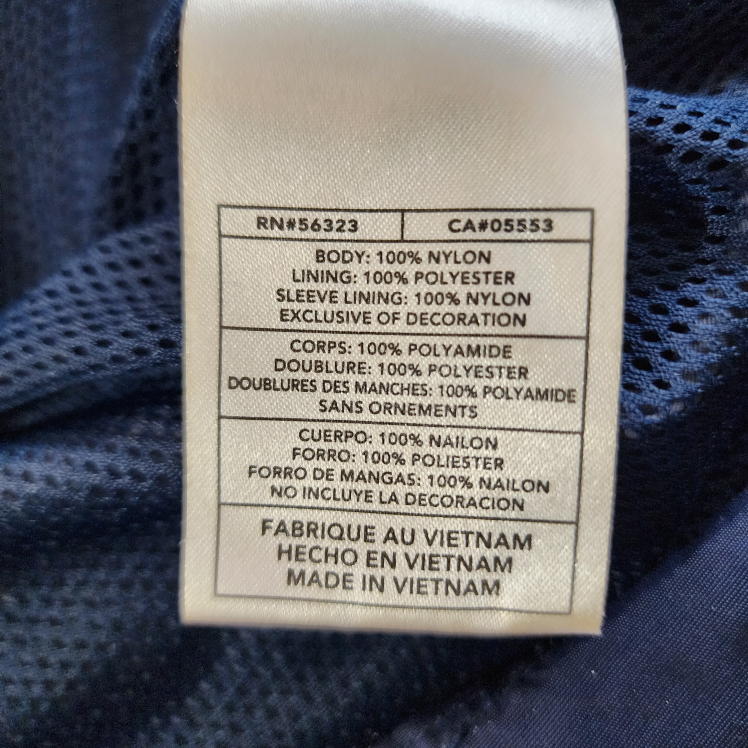 RN#56323 CA#05553
BODY: 100% NYLON
LINING: 100% POLYESTER
SLEEVE LINING: 100% NYLON
EXCLUSIVE OF DECORATION
CORPS: 100% POLYAMIDE
DOUBLURE: 100% POLYESTER
DOUBLURES DES MANCHES: 100% POLYAMIDE
SANS ORNEMENTS
CUERPO: 100% NAILON
FORRO: 100% POLIESTER
FORRO DE MANGAS: 100% NAILON
NO INCLUYE LA DECORACION
FABRIQUE AU VIETNAM
HECHO EN VIETNAM
MADE IN VIETNAM